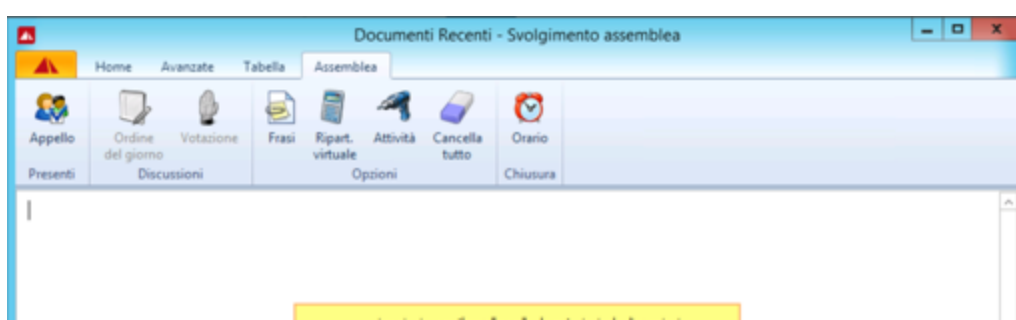 Documenti Recenti - Svolgimento assemblea
Home Avanzate Tabella Assemblea
Appello Ordine del giorno Votazione Frasi Ripart. virtuale Attività Cancella tutto Orario
Presenti Discussioni Opzioni Chiusura